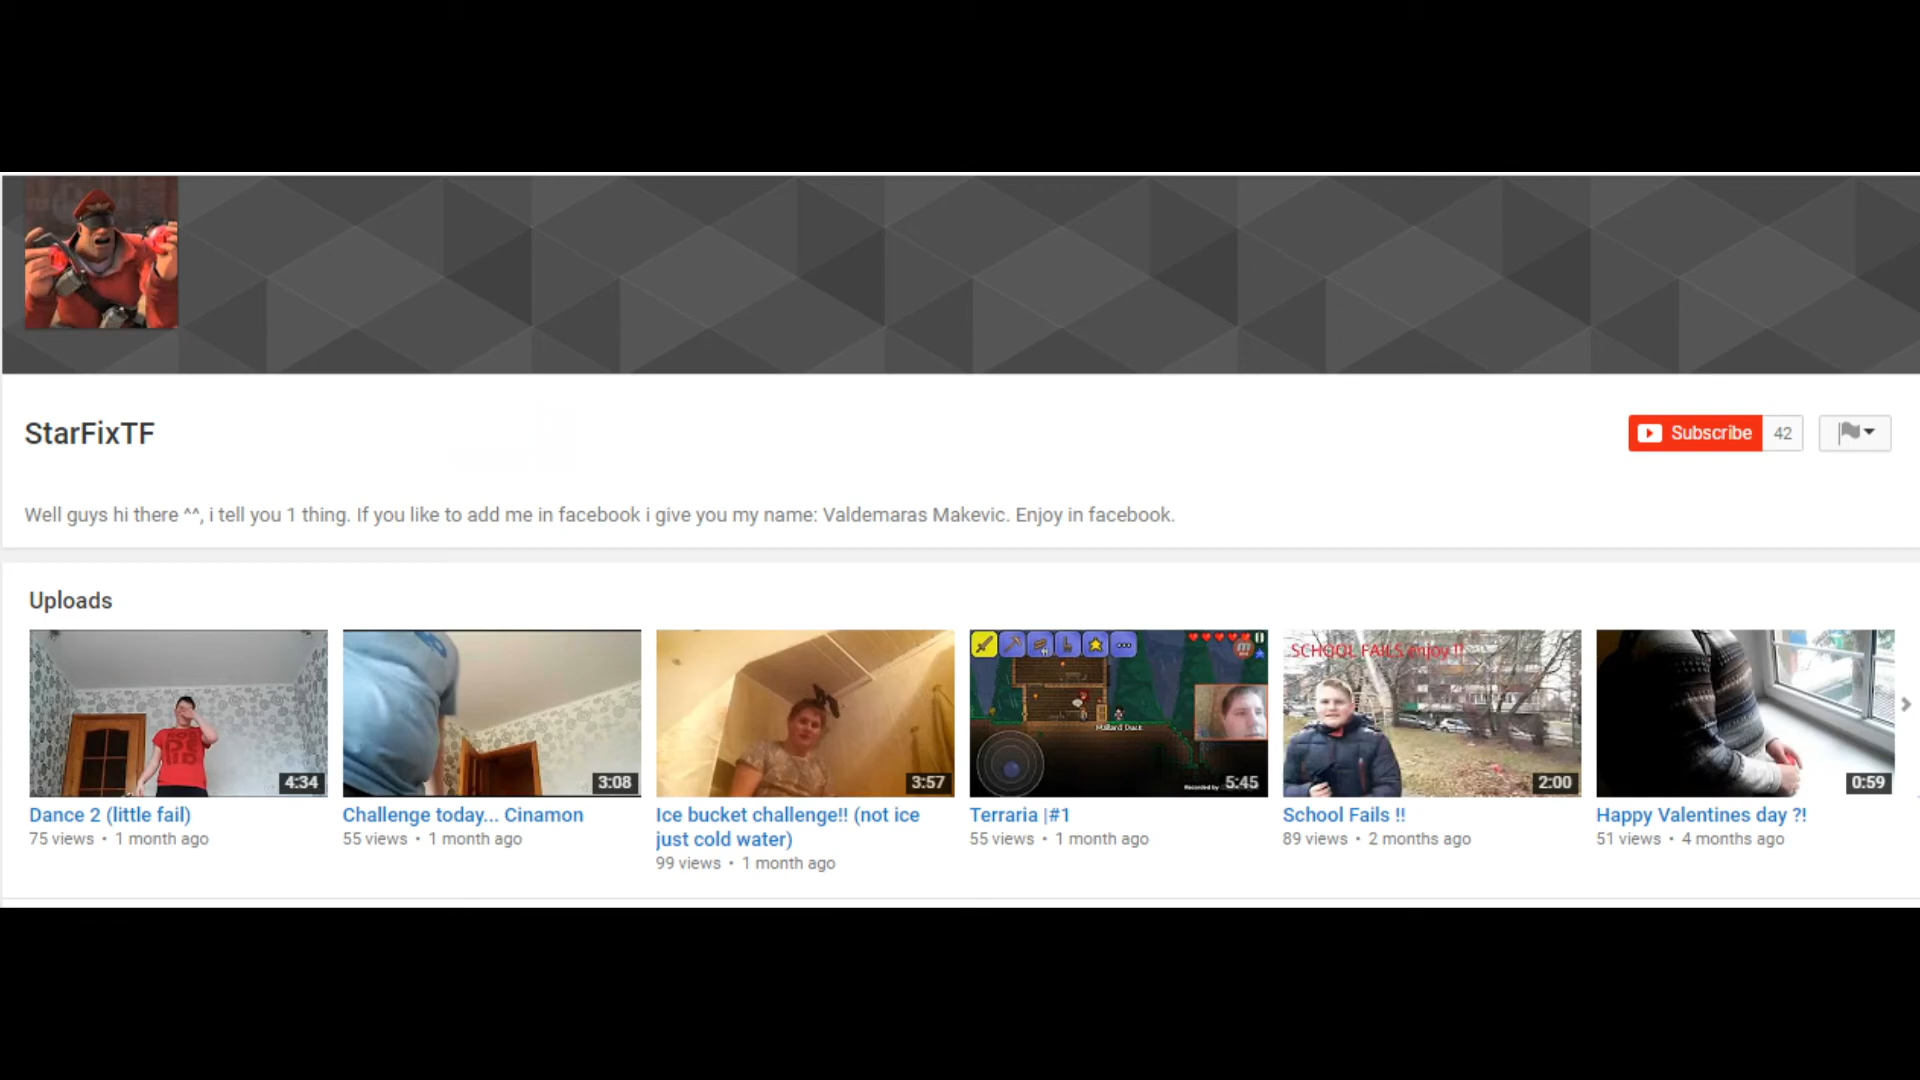 StarFixTF
Subscribe 42
Well guys hi there ^^, i tell you 1 thing. If you like to add me in facebook i give you my name: Valdemaras Makevic. Enjoy in facebook.
Uploads
4:34
3:08
3:57
Mallard Duck
Recorded by
5:45
SCHOOL FAILS enjoy !!
2:00
0:59
Dance 2 (little fail)
75 views • 1 month ago
Challenge today... Cinamon
55 views • 1 month ago
Ice bucket challenge!! (not ice
just cold water)
99 views • 1 month ago
Terraria |#1
55 views • 1 month ago
School Fails !!
89 views • 2 months ago
Happy Valentines day ?!
51 views • 4 months ago